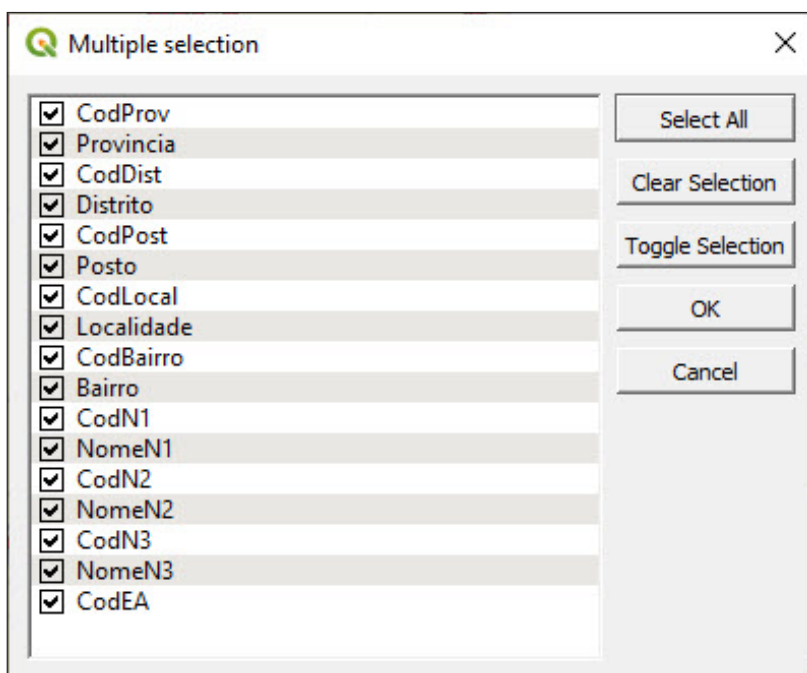 Multiple selection
CodProv
Provincia
CodDist
Distrito
CodPost
Posto
CodLocal
Localidade
CodBairro
Bairro
CodN1
NomeN1
CodN2
NomeN2
CodN3
NomeN3
CodEA
Select All
Clear Selection
Toggle Selection
OK
Cancel